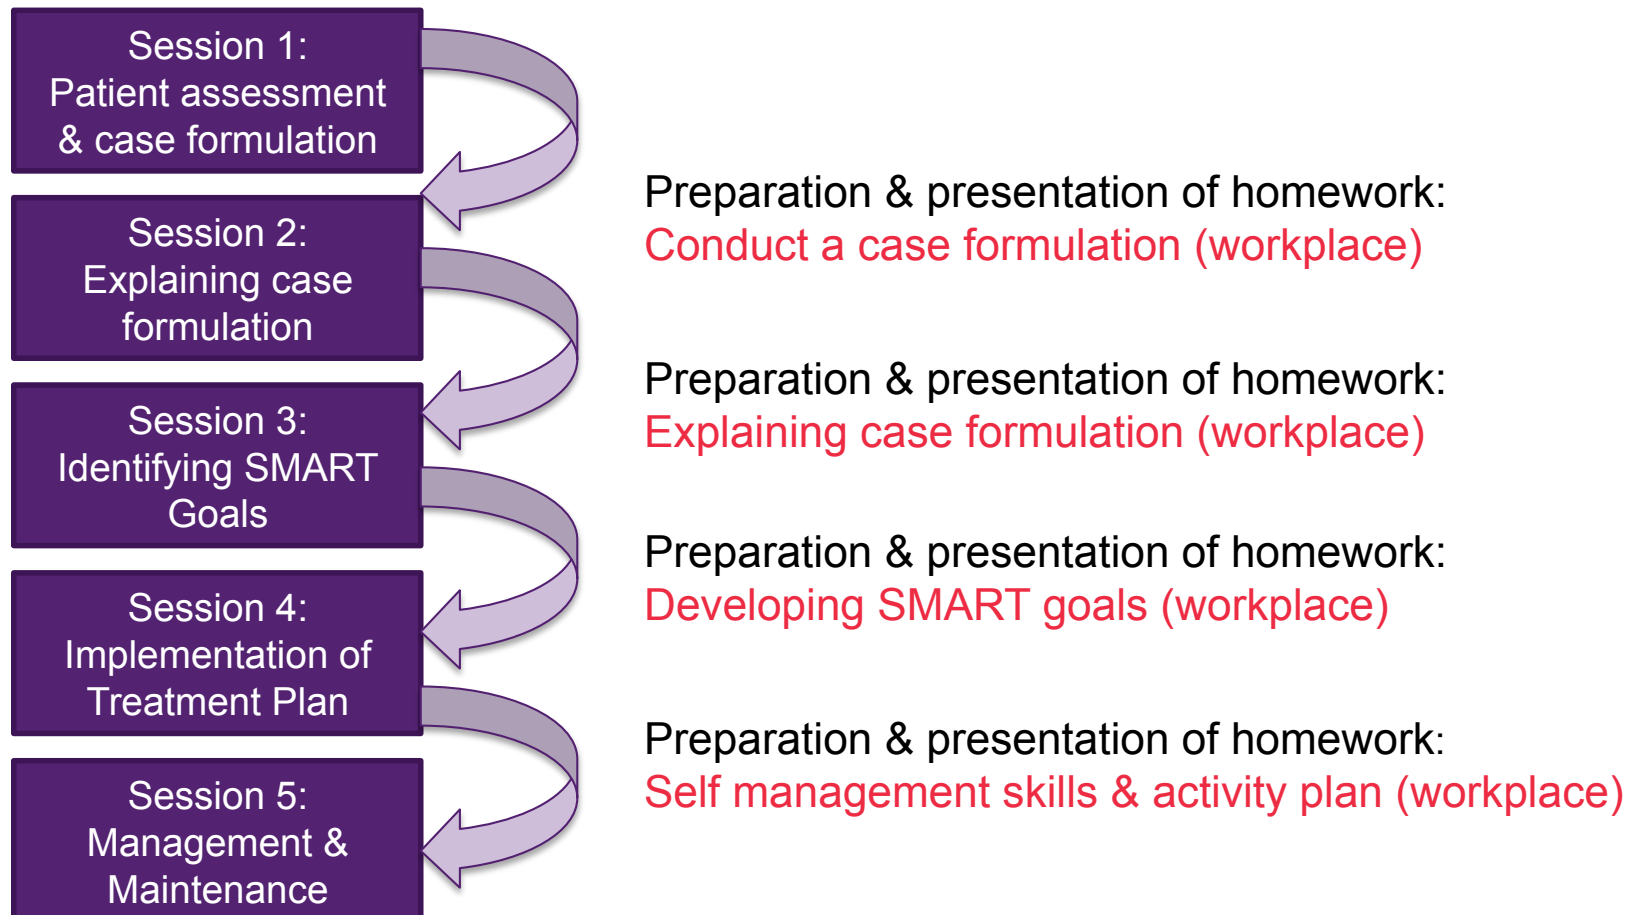 Session 1:
Patient assessment
& case formulation
Session 2:
Explaining case
formulation
Session 3:
Identifying SMART
Goals
Session 4:
Implementation of
Treatment Plan
Session 5:
Management &
Maintenance
Preparation & presentation of homework:
Conduct a case formulation (workplace)
Preparation & presentation of homework:
Explaining case formulation (workplace)
Preparation & presentation of homework:
Developing SMART goals (workplace)
Preparation & presentation of homework:
Self management skills & activity plan (workplace)